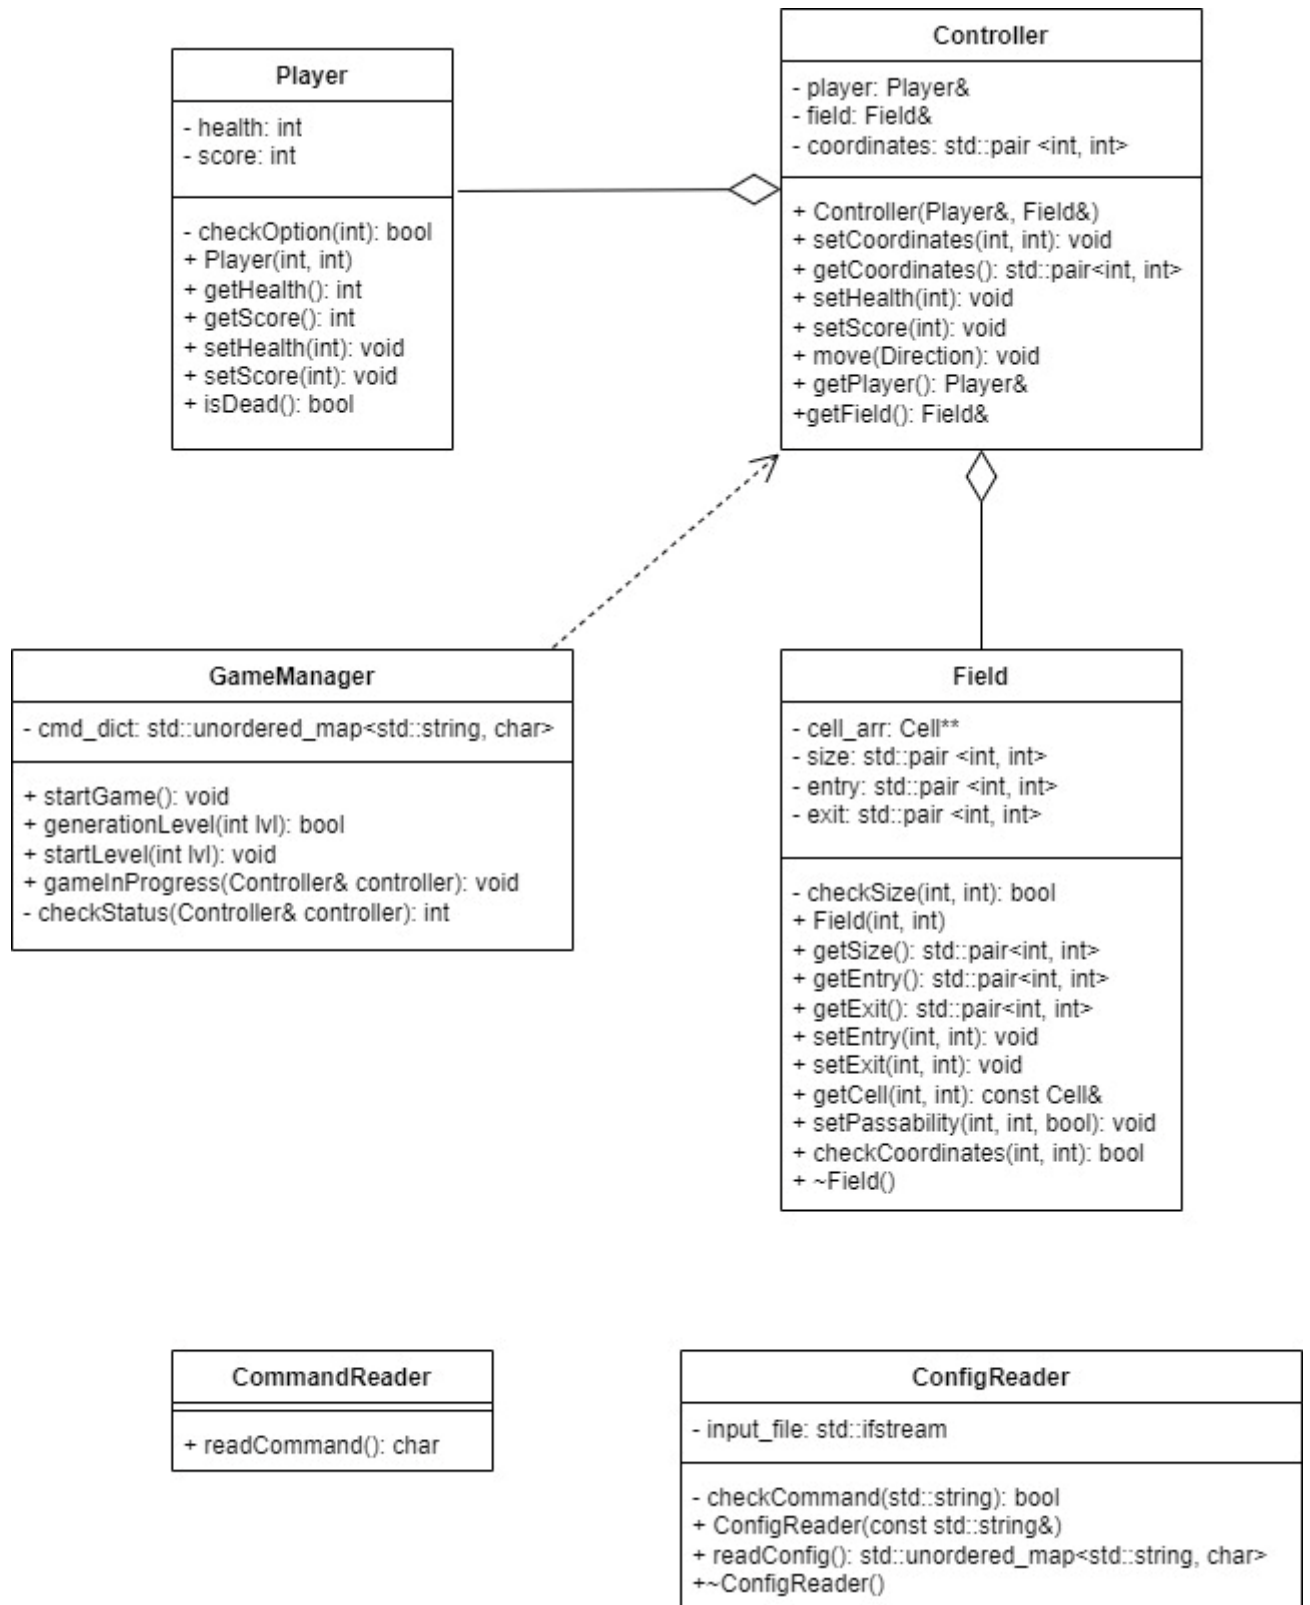 Player
- health: int
- score: int
- checkOption(int): bool
+ Player(int, int)
+ getHealth(): int
+ getScore(): int
+ setHealth(int): void
+ setScore(int): void
+ isDead(): bool
Controller
- player: Player&
- field: Field&
- coordinates: std::pair <int, int>
+ Controller(Player&, Field&)
+ setCoordinates(int, int): void
+ getCoordinates(): std::pair<int, int>
+ setHealth(int): void
+ setScore(int): void
+ move(Direction): void
+ getPlayer(): Player&
+getField(): Field&
GameManager
- cmd_dict: std::unordered_map<std::string, char>
+ startGame(): void
+ generationLevel(int lvl): bool
+ startLevel(int lvl): void
+ gameInProgress(Controller& controller): void
- checkStatus(Controller& controller): int
Field
- cell_arr: Cell**
- size: std::pair <int, int>
- entry: std::pair <int, int>
- exit: std::pair <int, int>
- checkSize(int, int): bool
+ Field(int, int)
+ getSize(): std::pair<int, int>
+ getEntry(): std::pair<int, int>
+ getExit(): std::pair<int, int>
+ setEntry(int, int): void
+ setExit(int, int): void
+ getCell(int, int): const Cell&
+ setPassability(int, int, bool): void
+ checkCoordinates(int, int): bool
+ ~Field()
CommandReader
+ readCommand(): char
ConfigReader
- input_file: std::ifstream
- checkCommand(std::string): bool
+ ConfigReader(const std::string&)
+ readConfig(): std::unordered_map<std::string, char>
+~ConfigReader()